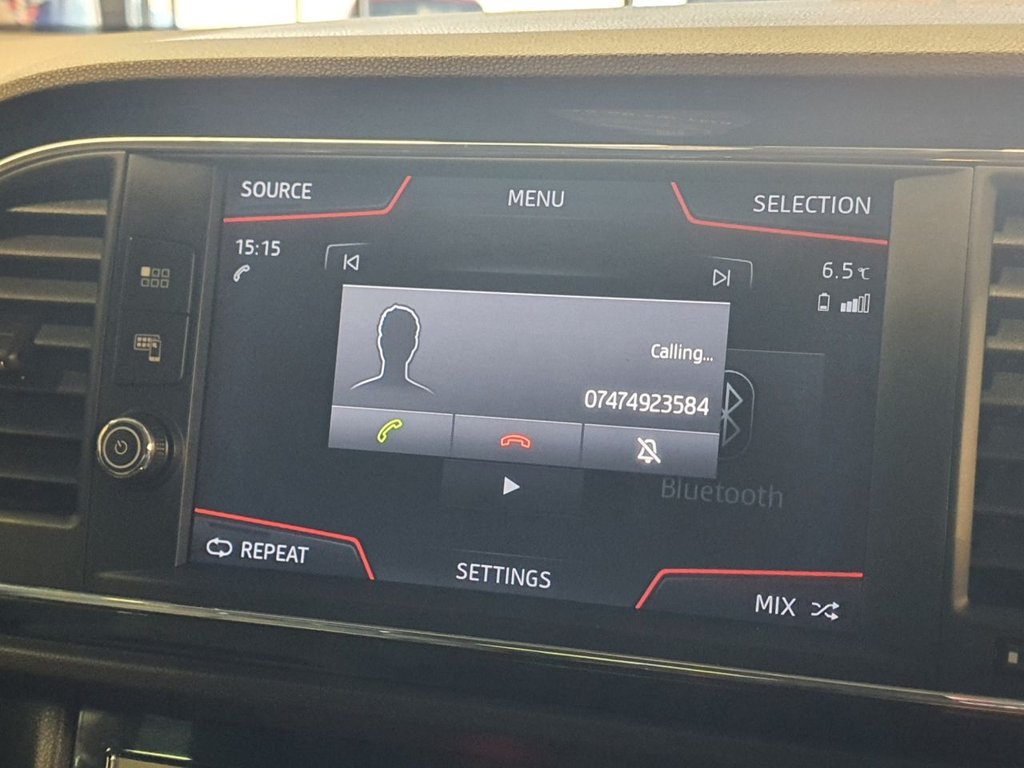 SOURCE
MENU
SELECTION
15:15
6.5℃
Calling...
07474923584
Bluetooth
REPEAT
SETTINGS
MIX